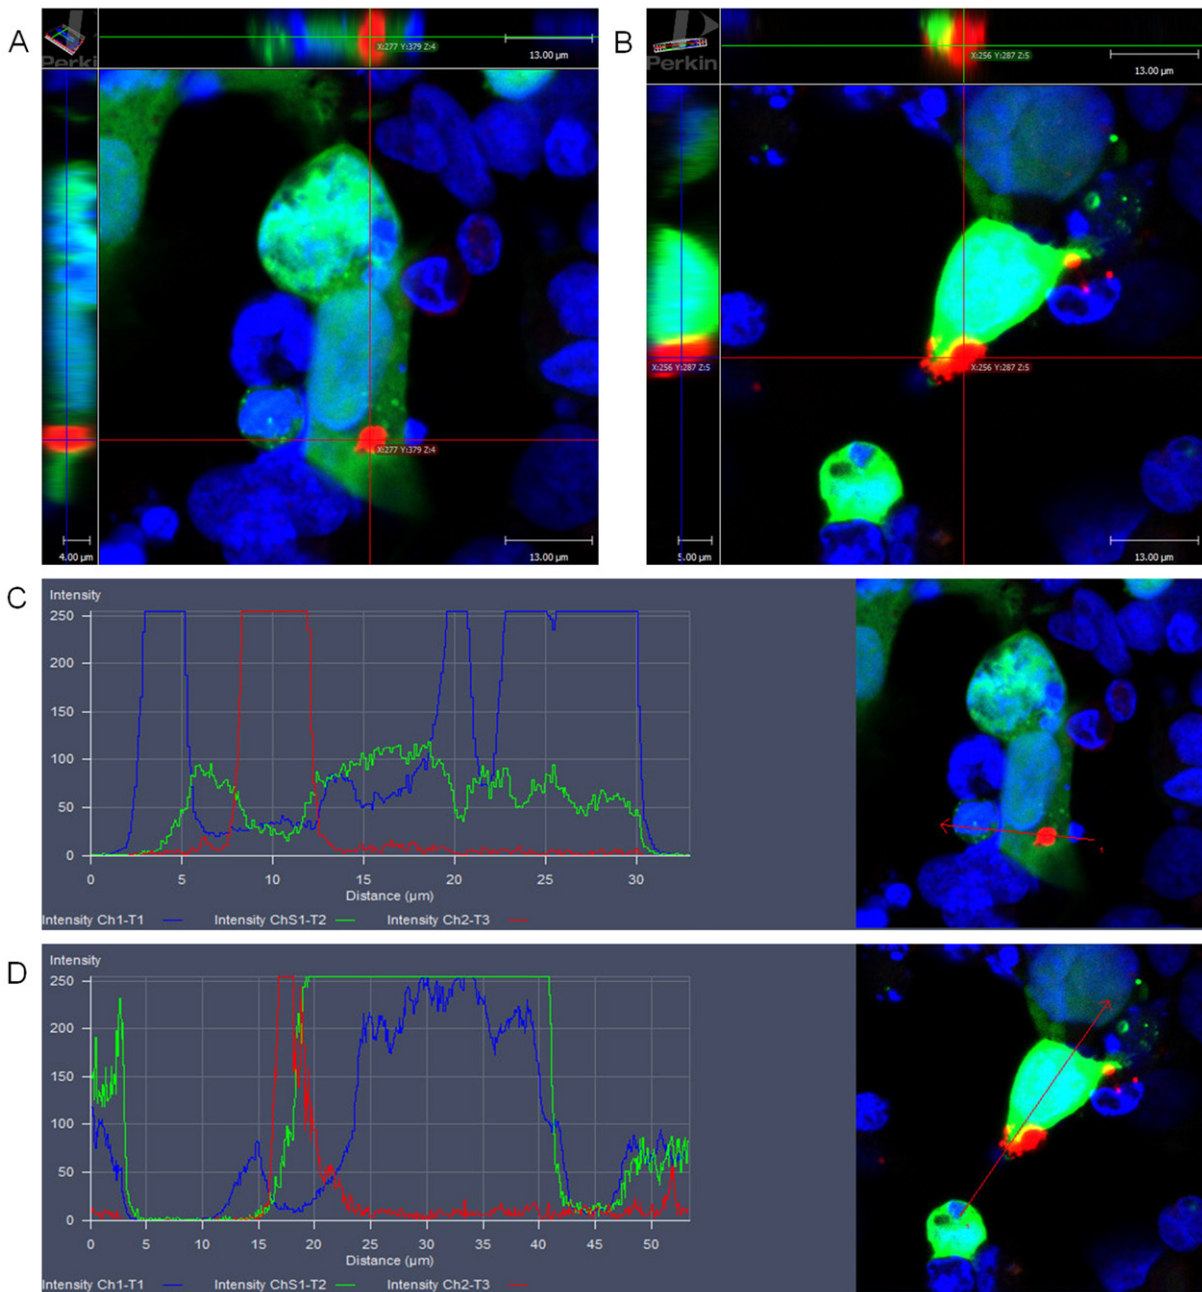 A
Perkin
X:277 Y:379 Z:4
13.00 µm
X:277 Y:379 Z:4
4.00 µm
13.00 µm
B
Perkin
X:256 Y:287 Z:5
13.00 µm
X:256 Y:287 Z:5
X:256 Y:287 Z:5
5.00 µm
13.00 µm
C
Intensity
250
200
150
100
50
0
0 5 10 15 20 25 30
Distance (µm)
Intensity Ch1-T1 Intensity ChS1-T2 Intensity Ch2-T3
D
Intensity
250
200
150
100
50
0
0 5 10 15 20 25 30 35 40 45 50
Distance (µm)
Intensity Ch1-T1 Intensity ChS1-T2 Intensity Ch2-T3